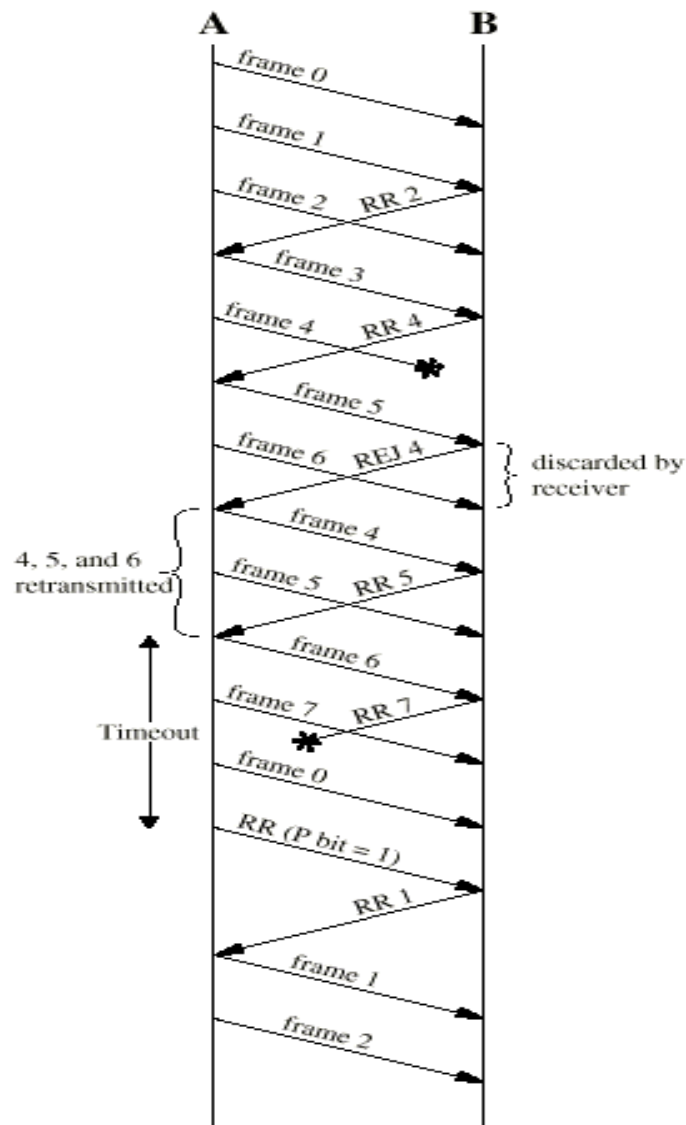 A
B
frame 0
frame 1
frame 2
RR 2
frame 3
frame 4
RR 4
frame 5
frame 6
REJ 4
discarded by
receiver
frame 4
4, 5, and 6
retransmitted
frame 5
RR 5
frame 6
frame 7
RR 7
Timeout
frame 0
RR (P bit = 1)
RR 1
frame 1
frame 2